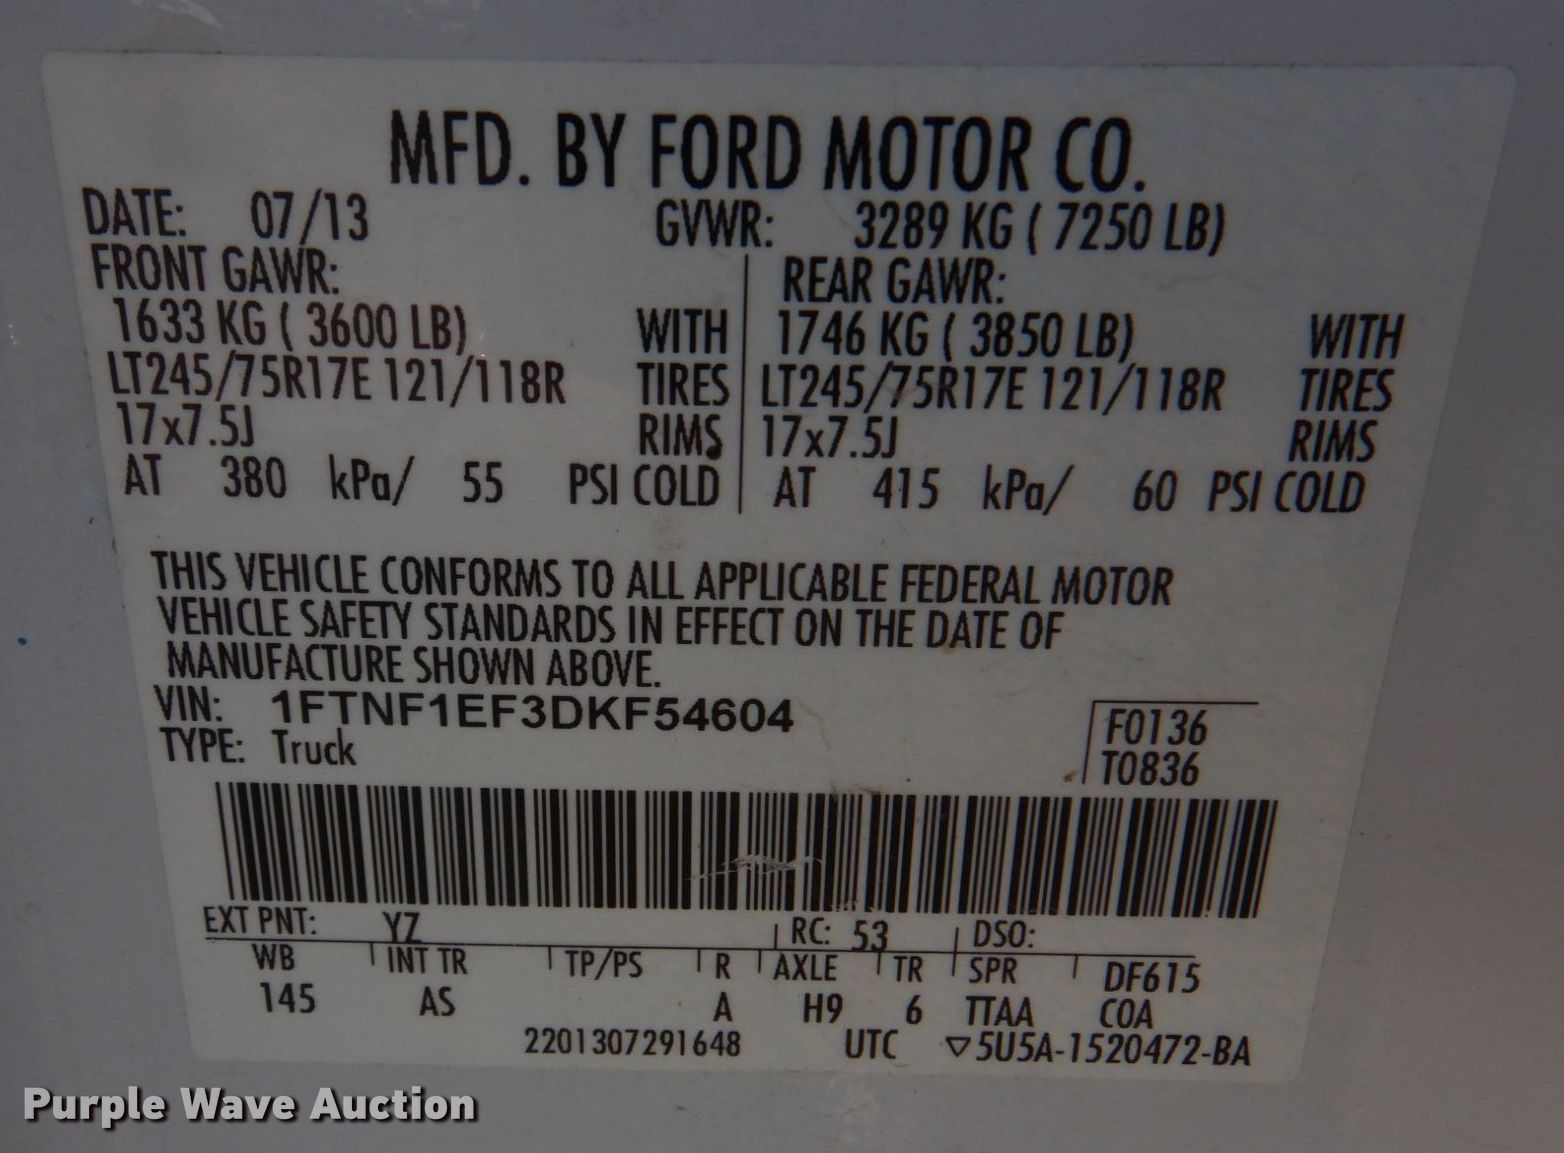 MFD. BY FORD MOTOR CO.
DATE: 07/13 GVWR: 3289 KG ( 7250 LB)
FRONT GAWR: REAR GAWR:
1633 KG ( 3600 LB) WITH 1746 KG ( 3850 LB) WITH
LT245/75R17E 121/118R TIRES LT245/75R17E 121/118R TIRES
17x7.5J RIMS 17x7.5J RIMS
AT 380 kPa/ 55 PSI COLD AT 415 kPa/ 60 PSI COLD
THIS VEHICLE CONFORMS TO ALL APPLICABLE FEDERAL MOTOR
VEHICLE SAFETY STANDARDS IN EFFECT ON THE DATE OF
MANUFACTURE SHOWN ABOVE.
VIN: 1FTNF1EF3DKF54604
TYPE: Truck
F0136
T0836
EXT PNT: YZ RC: 53 DSO:
WB INT TR TP/PS R AXLE TR SPR DF615
145 AS A H9 6 TTAA COA
2201307291648 UTC ▽5U5A-1520472-BA
Purple Wave Auction